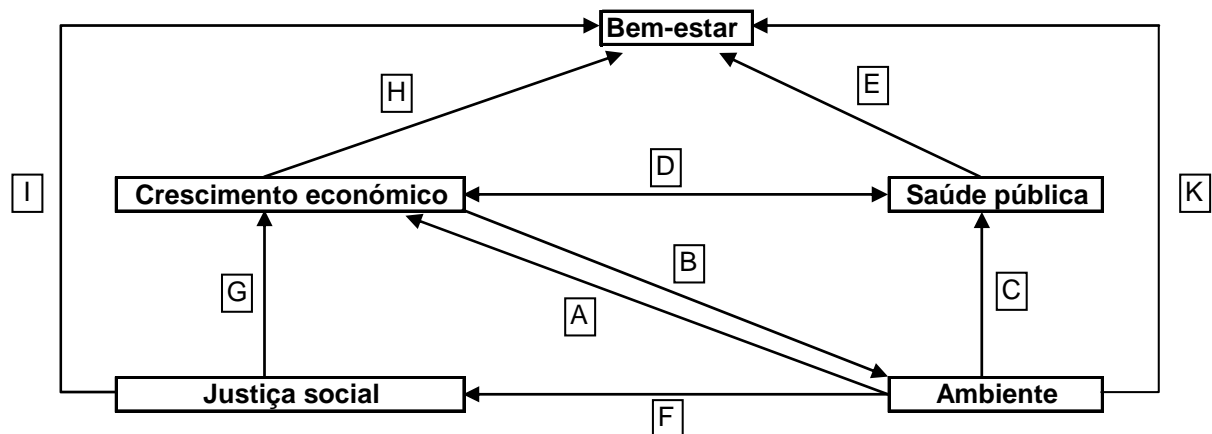 Bem-estar
H
E
I
D
K
Crescimento económico
Saúde pública
B
G
A
C
Justiça social
Ambiente
F